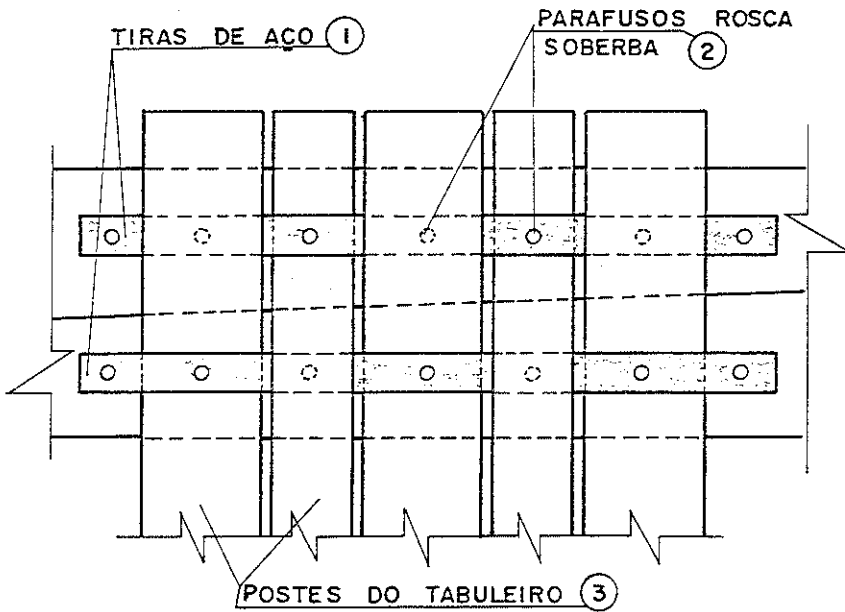 TIRAS DE AÇO 1
PARAFUSOS ROSCA
SOBERBA 2
POSTES DO TABULEIRO 3